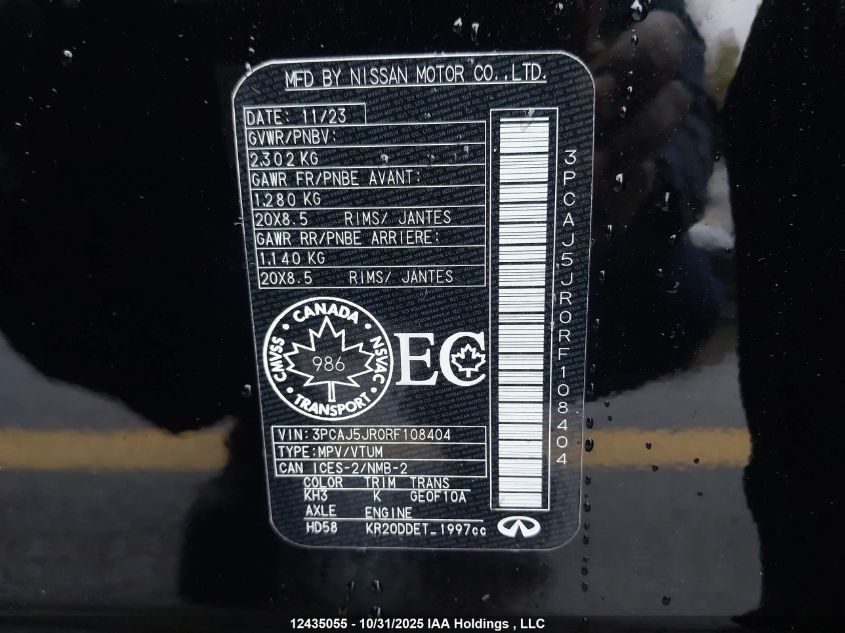 MFD BY NISSAN MOTOR CO.,LTD.
DATE: 11/23
GVWR/PNBV:
2,302 KG
GAWR FR/PNBE AVANT:
1,280 KG
20X8.5 RIMS/ JANTES
GAWR RR/PNBE ARRIERE:
1,140 KG
20X8.5 RIMS/ JANTES
3PCAJ5JR0RF108404
CANADA
CMVSS
NSVAC
986
TRANSPORT
EC
VIN:3PCAJ5JR0RF108404
TYPE:MPV/VTUM
CAN ICES-2/NMB-2
COLOR TRIM TRANS
KH3 K GE0F10A
AXLE ENGINE
HD58 KR20DDET_1997cc
12435055 - 10/31/2025 IAA Holdings , LLC